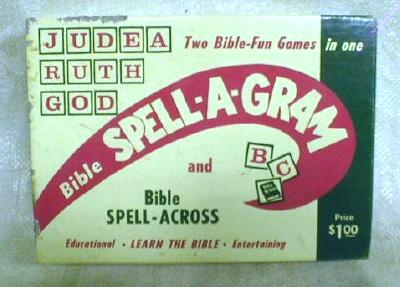 JUDEA
RUTH
GOD
Two Bible-Fun Games in one
Bible SPELL-A-GRAM
and
B C
Bible
SPELL-ACROSS
Price
$1.00
Educational • LEARN THE BIBLE • Entertaining